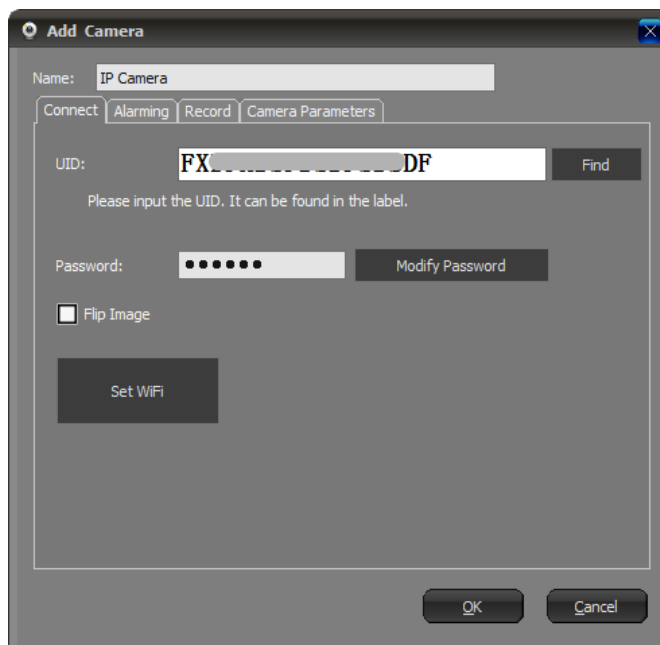 Add Camera
Name: IP Camera
Connect Alarming Record Camera Parameters
UID: Find
Please input the UID. It can be found in the label.
Password: ●●●●●● Modify Password
Flip Image
Set WiFi
OK Cancel